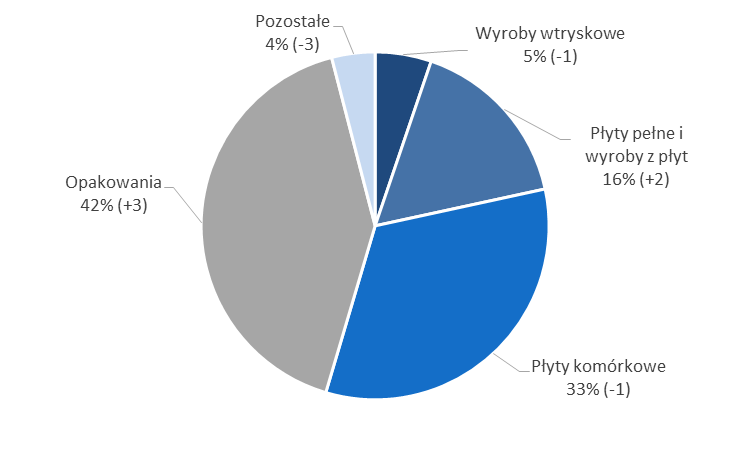 Pozostałe
4% (-3)
Wyroby wtryskowe
5% (-1)
Płyty pełne i
wyroby z płyt
16% (+2)
Opakowania
42% (+3)
Płyty komórkowe
33% (-1)